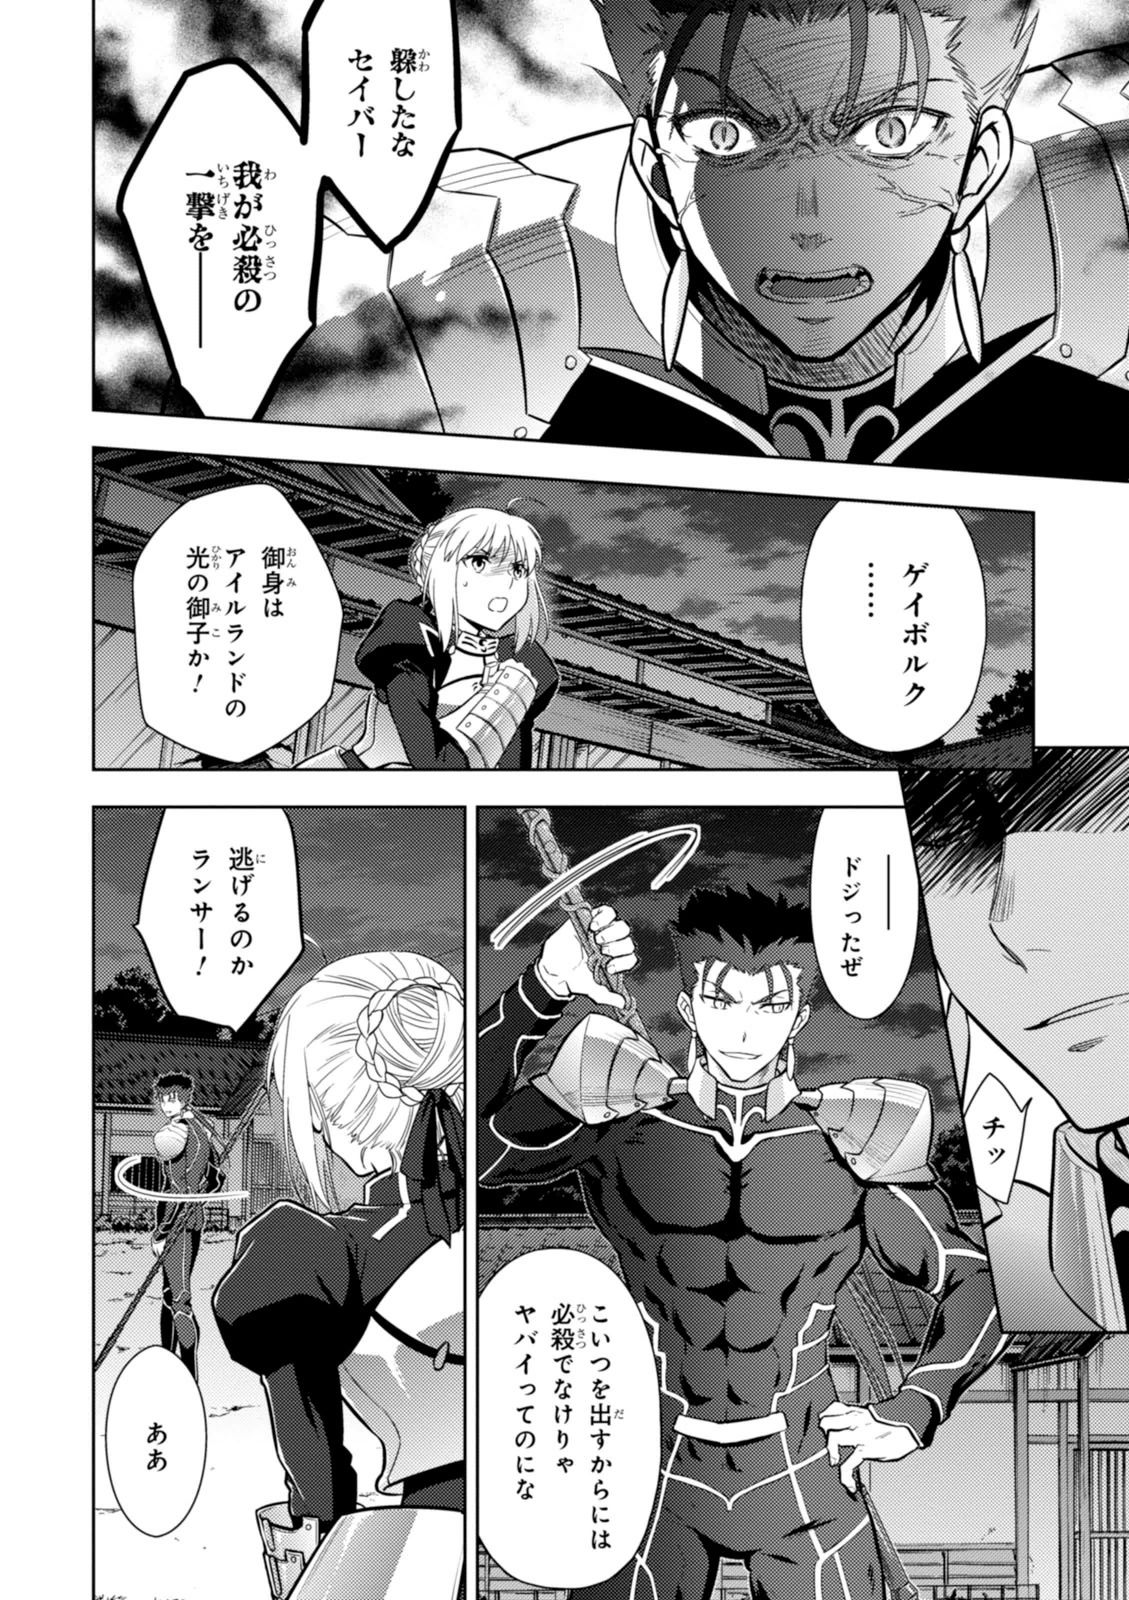 躱したな
セイバー
我が必殺の
一撃を――
ゲイボルク
……
御身は
アイルランドの
光の御子か！
チッ
――
ドジったぜ
こいつを出すからには
必殺でなけりゃ
ヤバイってのにな
逃げるのか
ランサー！
ああ